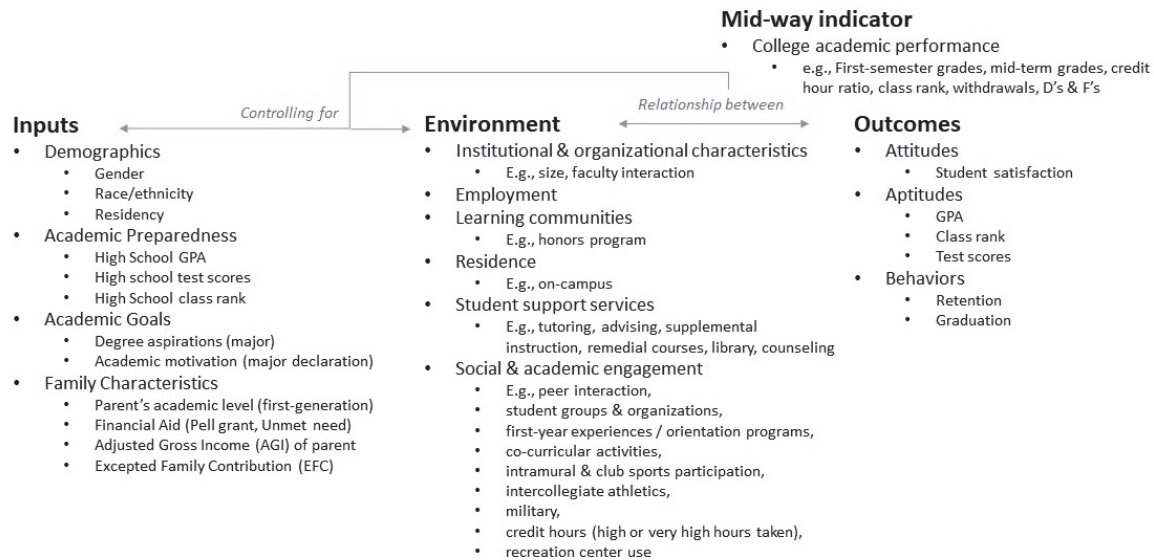 Mid-way indicator
• College academic performance
• e.g., First-semester grades, mid-term grades, credit
hour ratio, class rank, withdrawals, D's & F's
Controlling for
Relationship between
Inputs
• Demographics
• Gender
• Race/ethnicity
• Residency
• Academic Preparedness
• High School GPA
• High school test scores
• High School class rank
• Academic Goals
• Degree aspirations (major)
• Academic motivation (major declaration)
• Family Characteristics
• Parent's academic level (first-generation)
• Financial Aid (Pell grant, Unmet need)
• Adjusted Gross Income (AGI) of parent
• Excepted Family Contribution (EFC)
Environment
• Institutional & organizational characteristics
• E.g., size, faculty interaction
• Employment
• Learning communities
• E.g., honors program
• Residence
• E.g., on-campus
• Student support services
• E.g., tutoring, advising, supplemental
instruction, remedial courses, library, counseling
• Social & academic engagement
• E.g., peer interaction,
• student groups & organizations,
• first-year experiences / orientation programs,
• co-curricular activities,
• intramural & club sports participation,
• intercollegiate athletics,
• military,
• credit hours (high or very high hours taken),
• recreation center use
Outcomes
• Attitudes
• Student satisfaction
• Aptitudes
• GPA
• Class rank
• Test scores
• Behaviors
• Retention
• Graduation